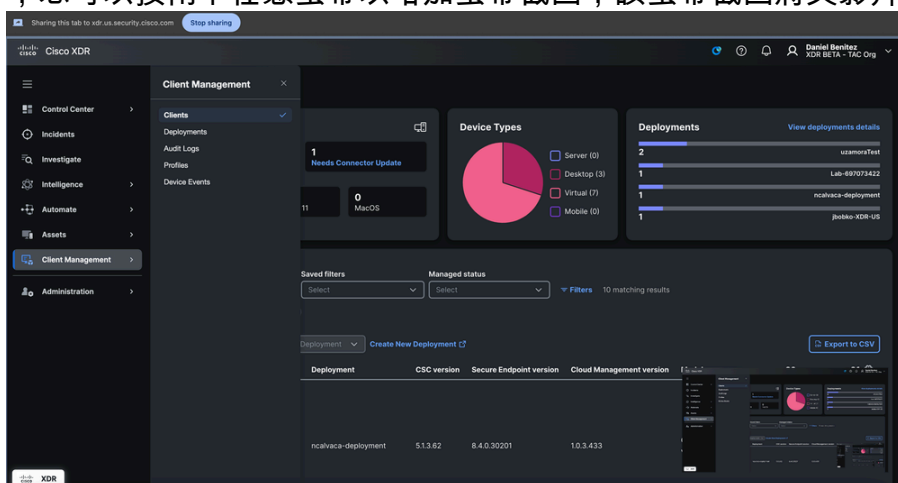 Sharing this tab to xdr.us.security.cisco.com
Stop sharing
cisco Cisco XDR
Daniel Benitez
XDR BETA - TAC Org
Control Center
Incidents
Investigate
Intelligence
Automate
Assets
Client Management
Administration
Client Management
Clients
Deployments
Audit Logs
Profiles
Device Events
1
Needs Connector Update
11
0
MacOS
Device Types
Server (0)
Desktop (3)
Virtual (7)
Mobile (0)
Deployments
View deployments details
2 uzamoraTest
1 Lab-697073422
1 ncalvaca-deployment
1 jbobko-XDR-US
Saved filters
Select
Managed status
Select
Filters
10 matching results
Deployment
Create New Deployment
Export to CSV
Deployment CSC version Secure Endpoint version Cloud Management version
ncalvaca-deployment 5.1.3.62 8.4.0.30201 1.0.3.433
cisco XDR